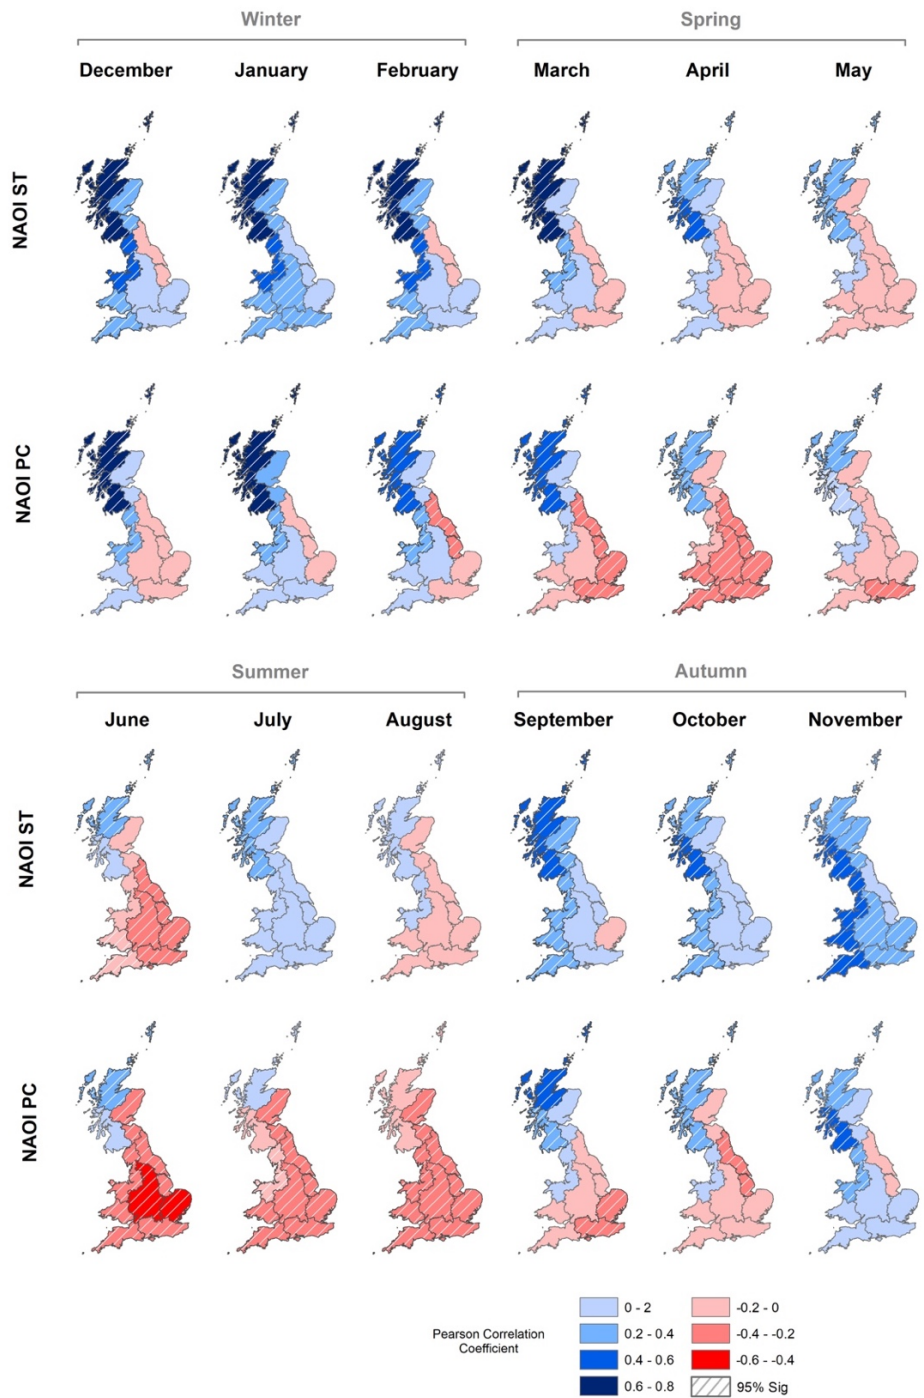 Winter Spring
December January February March April May
NAOI ST
NAOI PC
Summer Autumn
June July August September October November
NAOI ST
NAOI PC
Pearson Correlation
Coefficient
0 - 2 -0.2 - 0
0.2 - 0.4 -0.4 - -0.2
0.4 - 0.6 -0.6 - -0.4
0.6 - 0.8 95% Sig